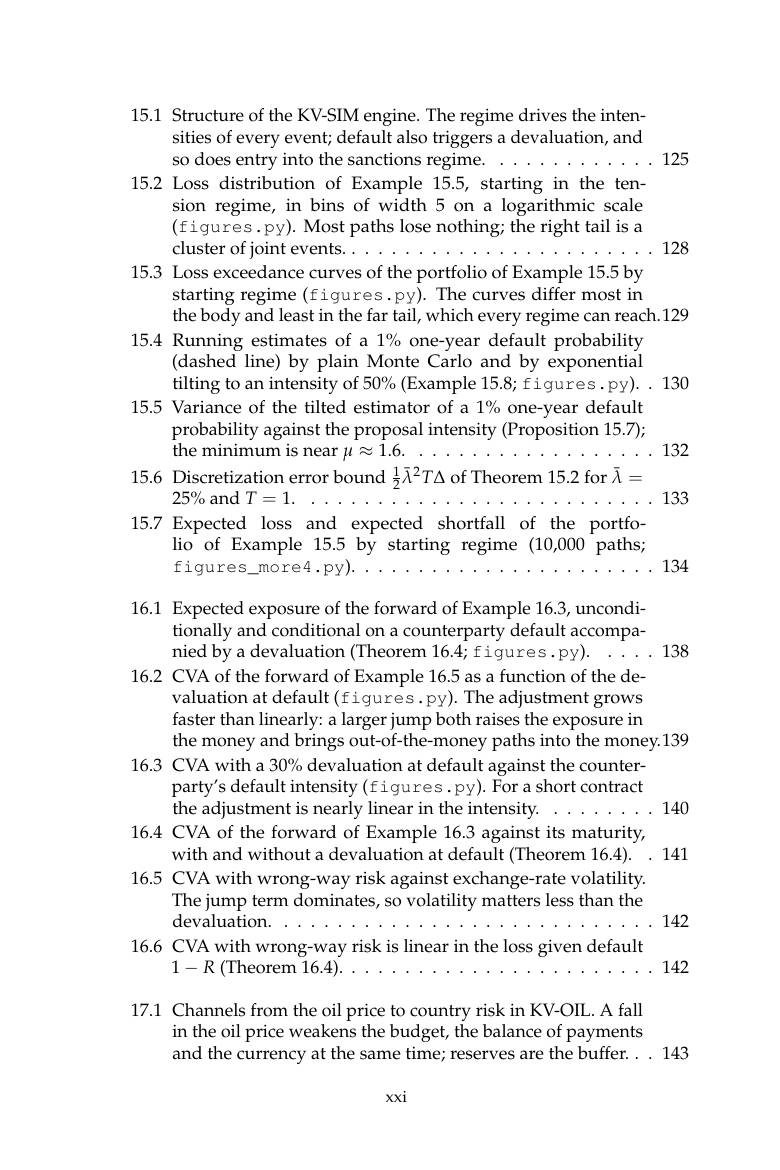 15.1 Structure of the KV-SIM engine. The regime drives the inten-
sities of every event; default also triggers a devaluation, and
so does entry into the sanctions regime. . . . . . . . . . . . . 125
15.2 Loss distribution of Example 15.5, starting in the ten-
sion regime, in bins of width 5 on a logarithmic scale
(figures.py). Most paths lose nothing; the right tail is a
cluster of joint events. . . . . . . . . . . . . . . . . . . . . . . . 128
15.3 Loss exceedance curves of the portfolio of Example 15.5 by
starting regime (figures.py). The curves differ most in
the body and least in the far tail, which every regime can reach. 129
15.4 Running estimates of a 1% one-year default probability
(dashed line) by plain Monte Carlo and by exponential
tilting to an intensity of 50% (Example 15.8; figures.py). . 130
15.5 Variance of the tilted estimator of a 1% one-year default
probability against the proposal intensity (Proposition 15.7);
the minimum is near μ ≈ 1.6. . . . . . . . . . . . . . . . . . . 132
15.6 Discretization error bound ½λ̄²TΔ of Theorem 15.2 for λ̄ =
25% and T = 1. . . . . . . . . . . . . . . . . . . . . . . . . . . 133
15.7 Expected loss and expected shortfall of the portfo-
lio of Example 15.5 by starting regime (10,000 paths;
figures_more4.py). . . . . . . . . . . . . . . . . . . . . . . . 134
16.1 Expected exposure of the forward of Example 16.3, uncondi-
tionally and conditional on a counterparty default accompa-
nied by a devaluation (Theorem 16.4; figures.py). . . . . 138
16.2 CVA of the forward of Example 16.5 as a function of the de-
valuation at default (figures.py). The adjustment grows
faster than linearly: a larger jump both raises the exposure in
the money and brings out-of-the-money paths into the money. 139
16.3 CVA with a 30% devaluation at default against the counter-
party's default intensity (figures.py). For a short contract
the adjustment is nearly linear in the intensity. . . . . . . . . 140
16.4 CVA of the forward of Example 16.3 against its maturity,
with and without a devaluation at default (Theorem 16.4). . 141
16.5 CVA with wrong-way risk against exchange-rate volatility.
The jump term dominates, so volatility matters less than the
devaluation. . . . . . . . . . . . . . . . . . . . . . . . . . . . . 142
16.6 CVA with wrong-way risk is linear in the loss given default
1 − R (Theorem 16.4). . . . . . . . . . . . . . . . . . . . . . . . 142
17.1 Channels from the oil price to country risk in KV-OIL. A fall
in the oil price weakens the budget, the balance of payments
and the currency at the same time; reserves are the buffer. . . 143
xxi